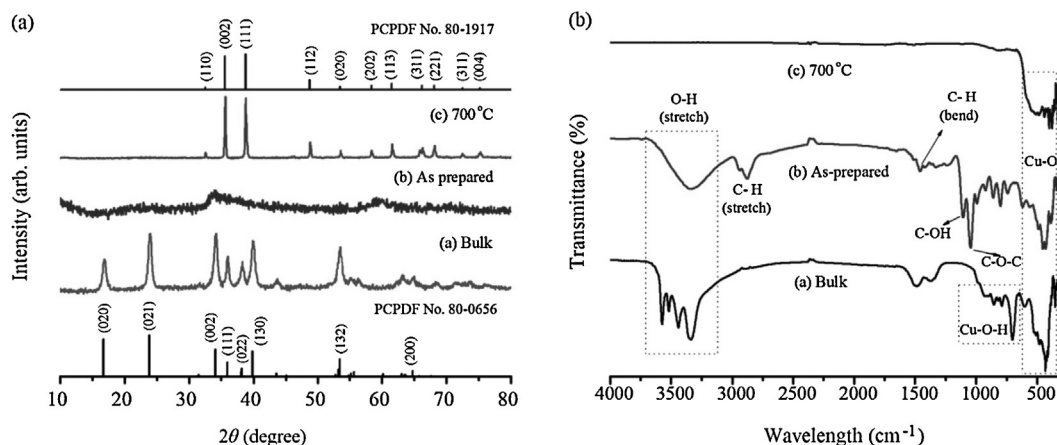 (a)
PCPDF No. 80-1917
(110)
(002)
(111)
(112)
(020)
(202)
(113)
(311)
(221)
(311)
(004)
(c) 700°C
(b) As prepared
(a) Bulk
PCPDF No. 80-0656
(020)
(021)
(002)
(111)
(022)
(130)
(132)
(200)
Intensity (arb. units)
10 20 30 40 50 60 70 80
2θ (degree)
(b)
(c) 700°C
O-H
(stretch)
C- H
(bend)
Cu-O
C- H
(stretch)
(b) As-prepared
C-OH
C-O-C
(a) Bulk
Cu-O-H
Transmittance (%)
4000 3500 3000 2500 2000 1500 1000 500
Wavelength (cm⁻¹)